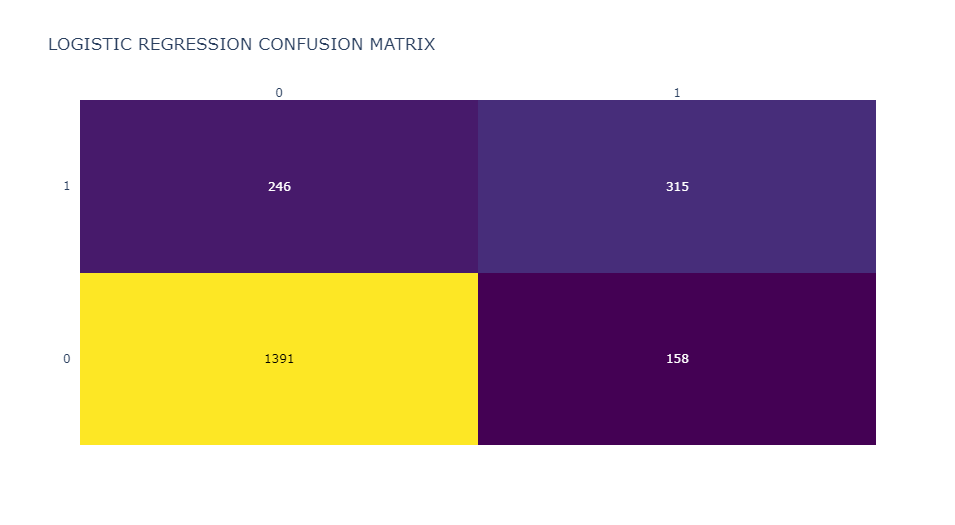 LOGISTIC REGRESSION CONFUSION MATRIX
0 1
1 246 315
0 1391 158